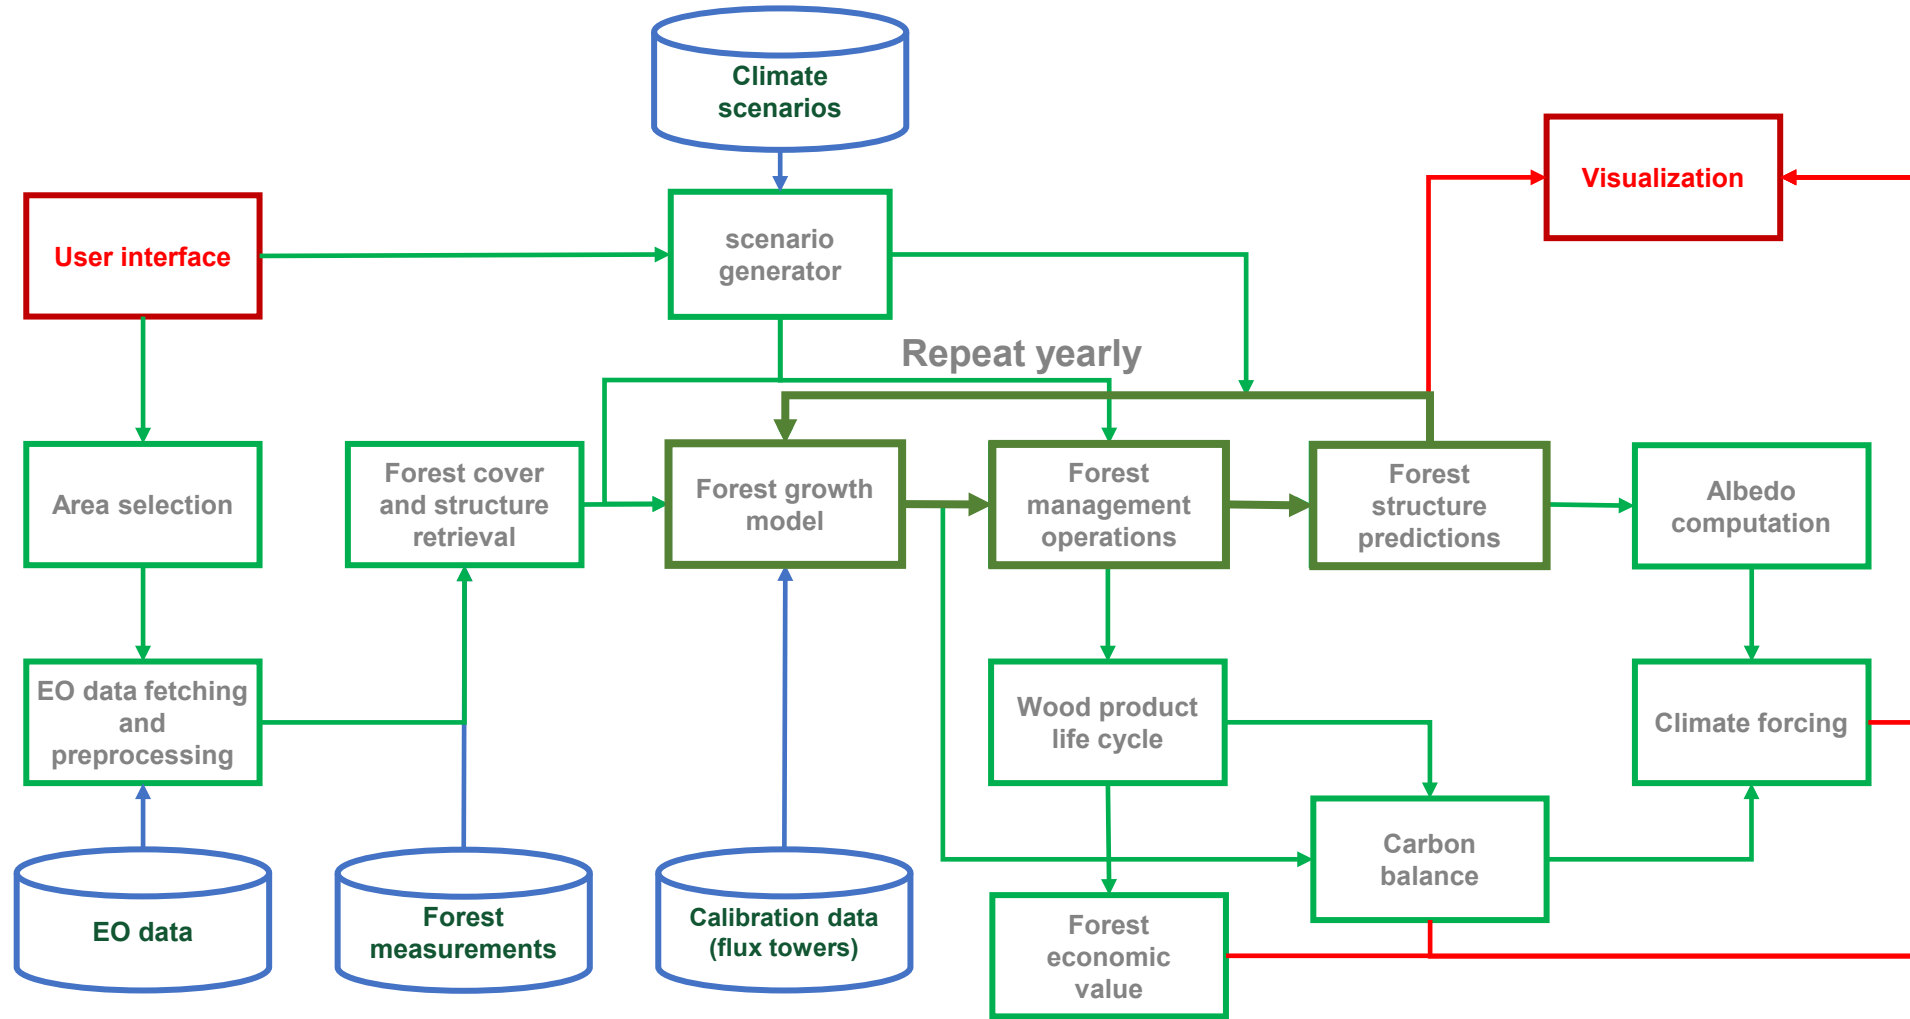 Climate
scenarios
Visualization
User interface
scenario
generator
Repeat yearly
Area selection
Forest cover
and structure
retrieval
Forest growth
model
Forest
management
operations
Forest
structure
predictions
Albedo
computation
EO data fetching
and
preprocessing
Wood product
life cycle
Climate forcing
Carbon
balance
EO data
Forest
measurements
Calibration data
(flux towers)
Forest
economic
value